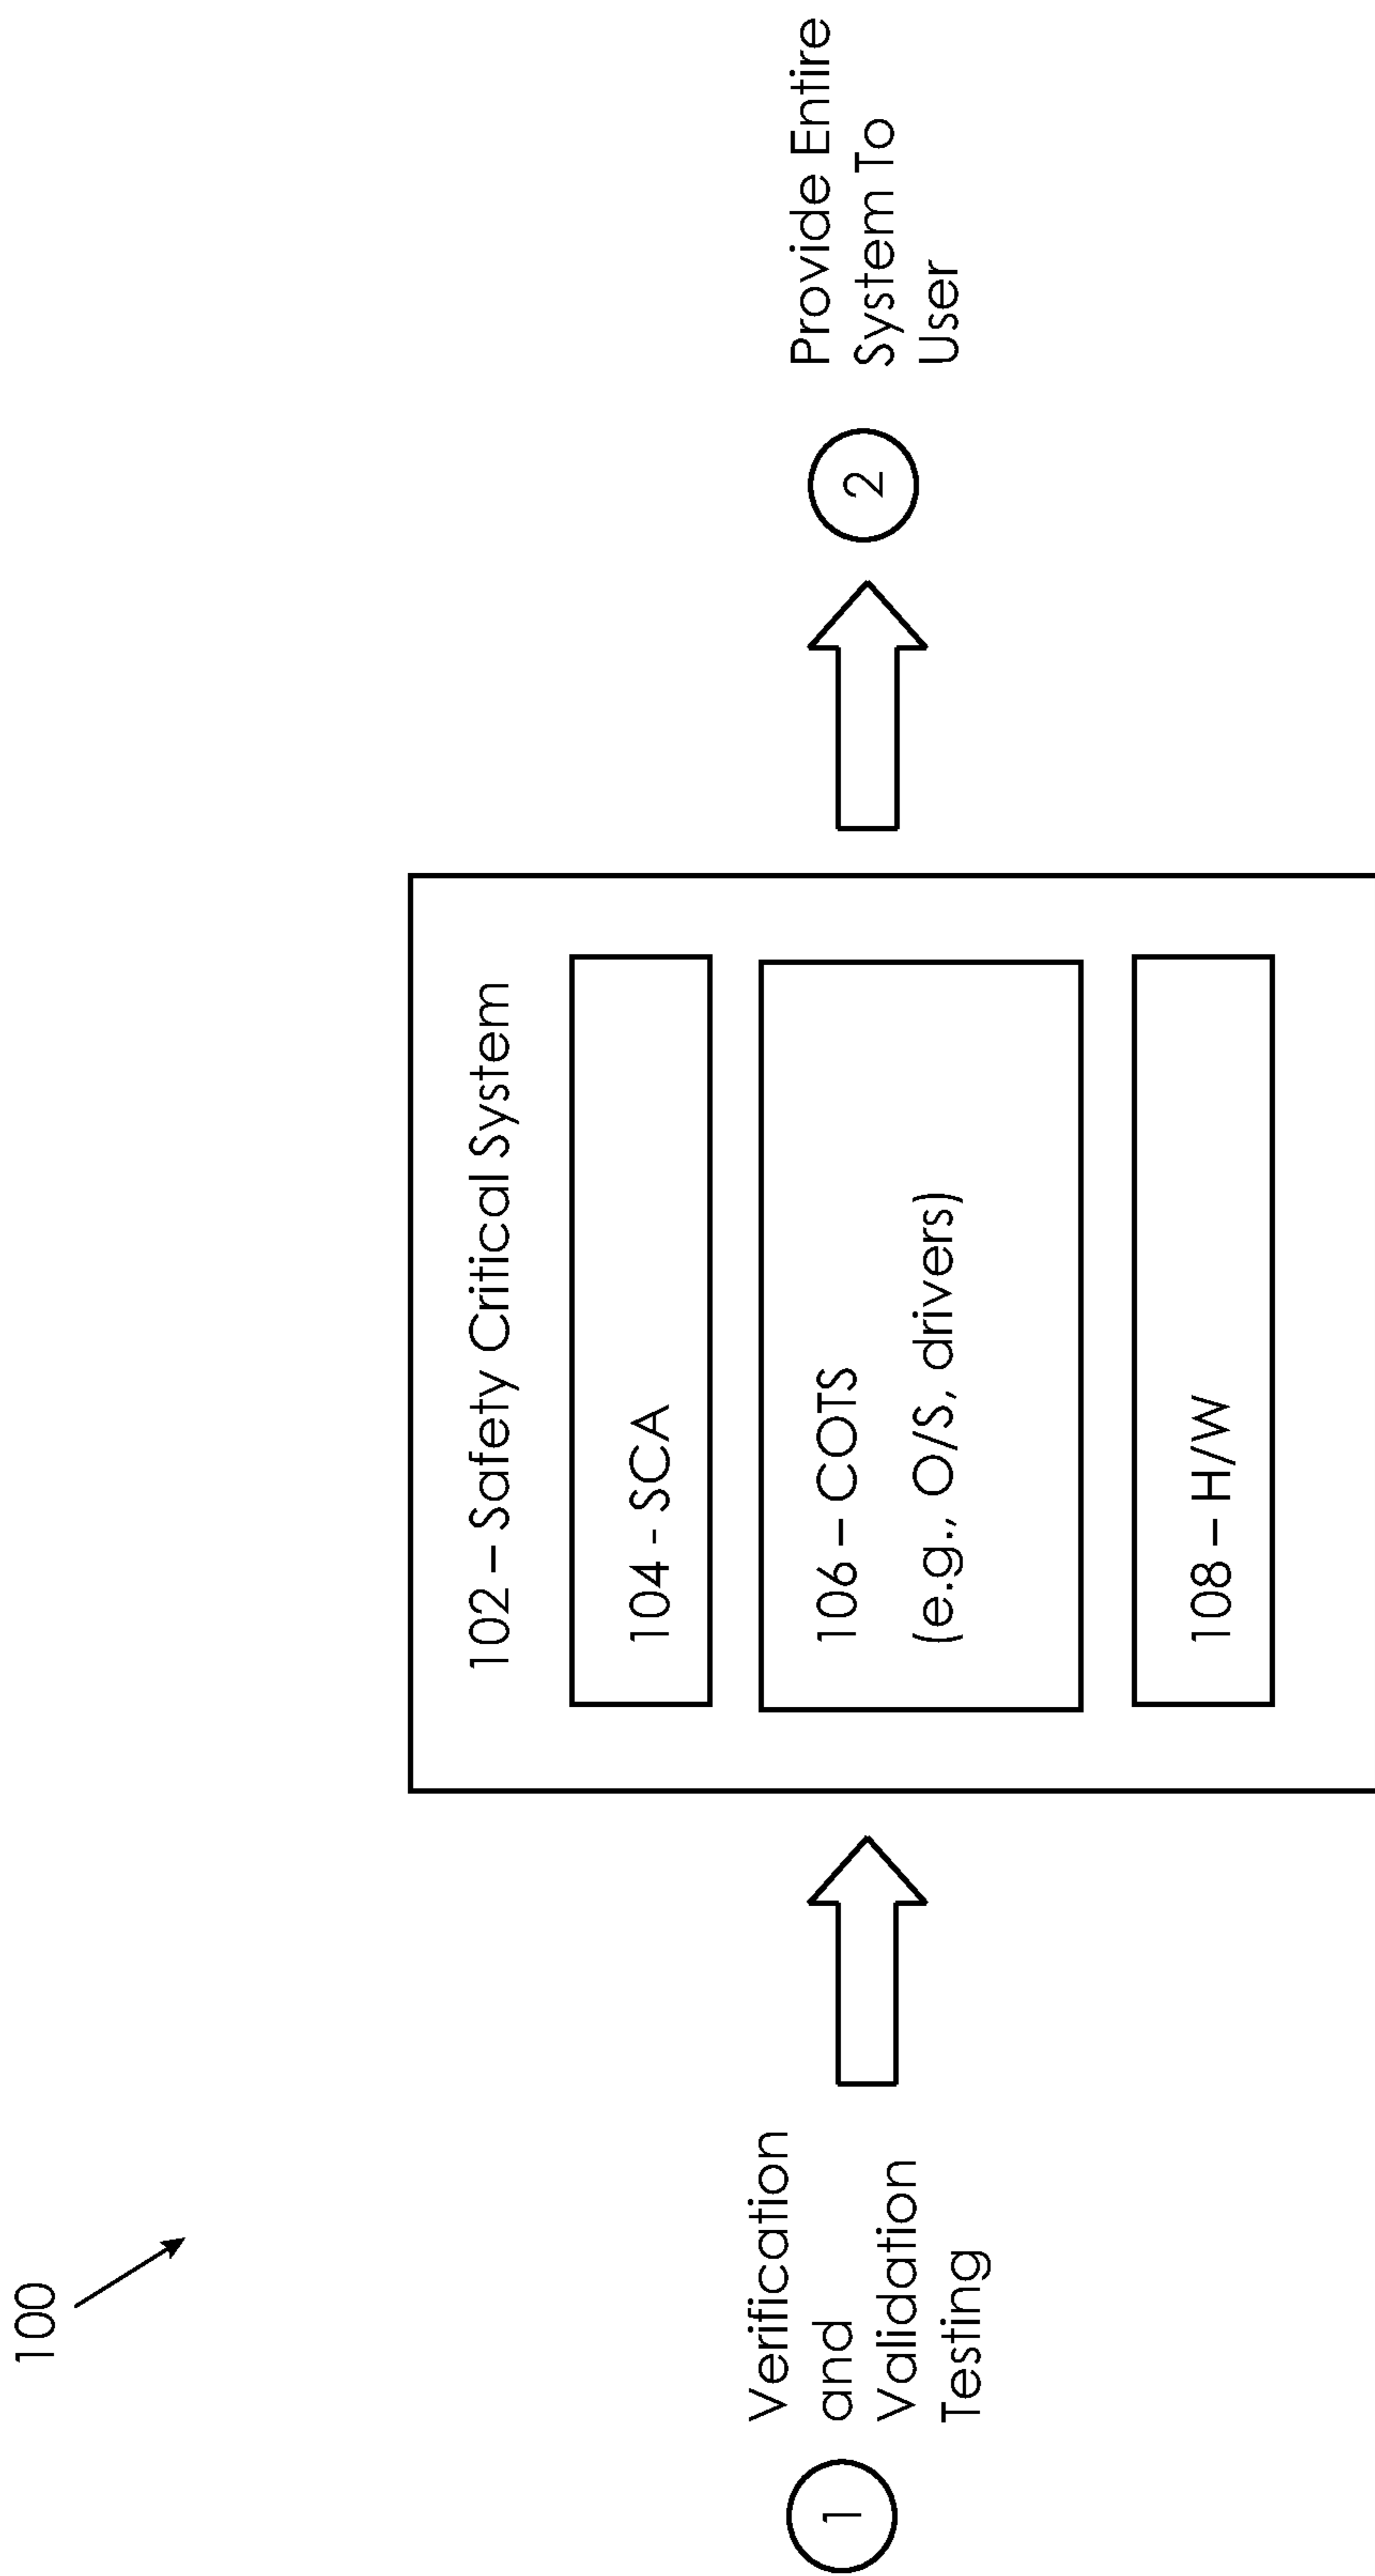 100
1
Verification
and
Validation
Testing
102 – Safety Critical System
104 - SCA
106 – COTS
(e.g., O/S, drivers)
108 – H/W
2
Provide Entire
System To
User